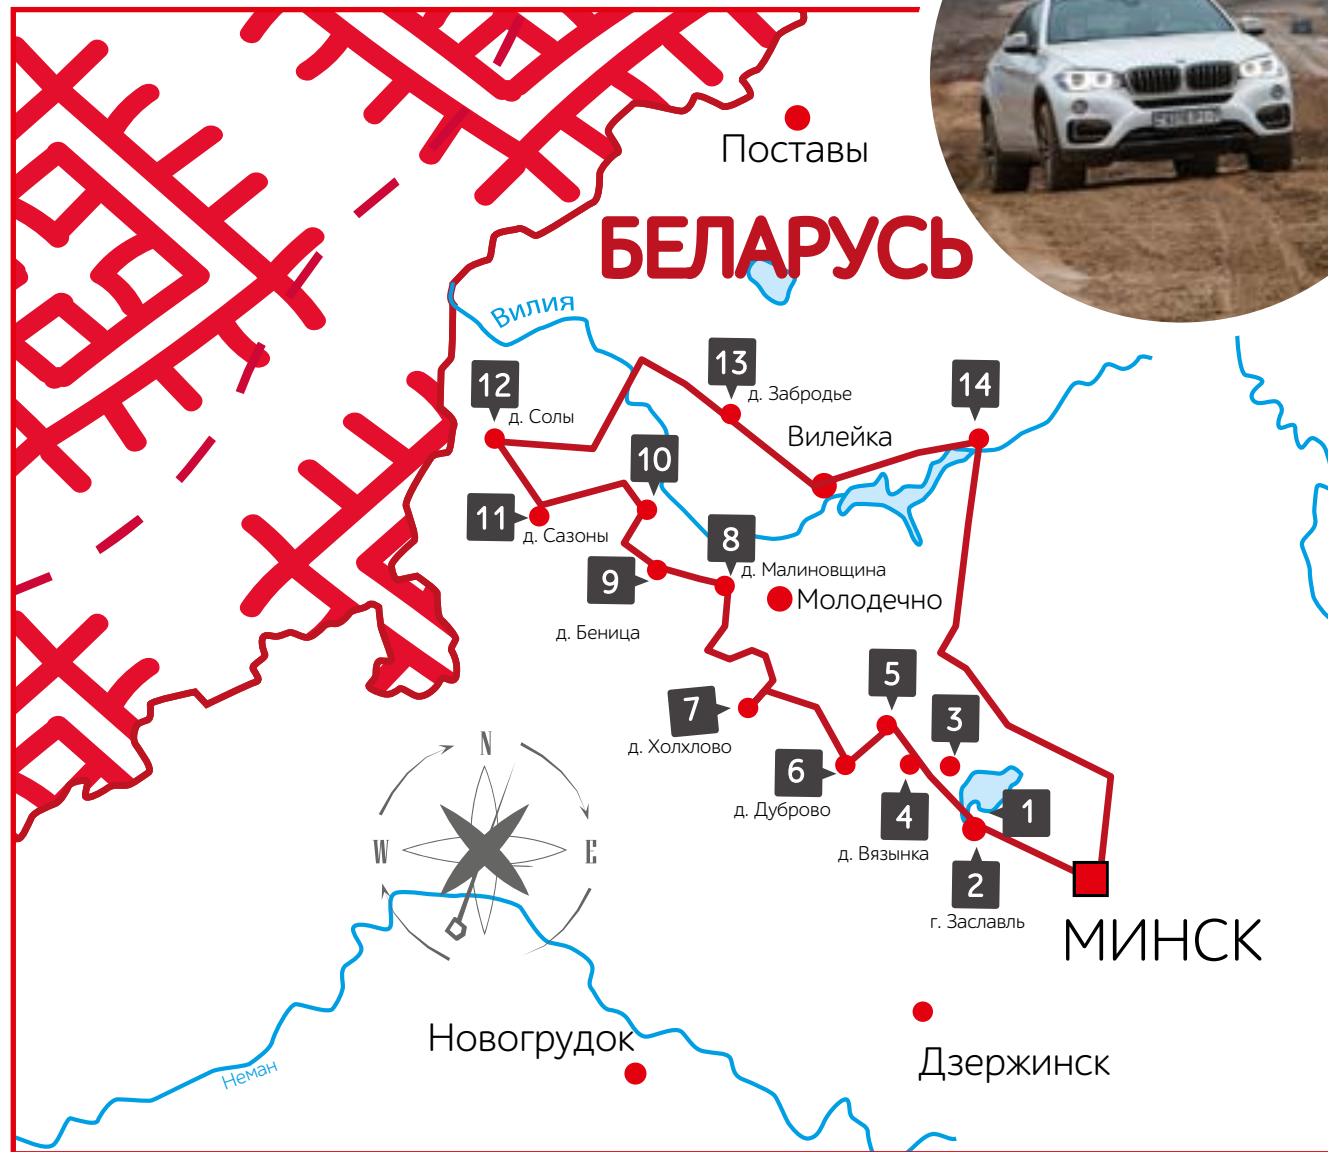 Поставы
БЕЛАРУСЬ
Вилия
13
14
12
д. Забродье
д. Солы
Вилейка
10
11
8
д. Сазоны
9
д. Малиновщина
Молодечно
д. Беница
5
7
3
д. Холхлово
N
6
1
д. Дуброво
4
W
E
д. Вязынка
2
г. Заславль
МИНСК
Новогрудок
Дзержинск
Неман